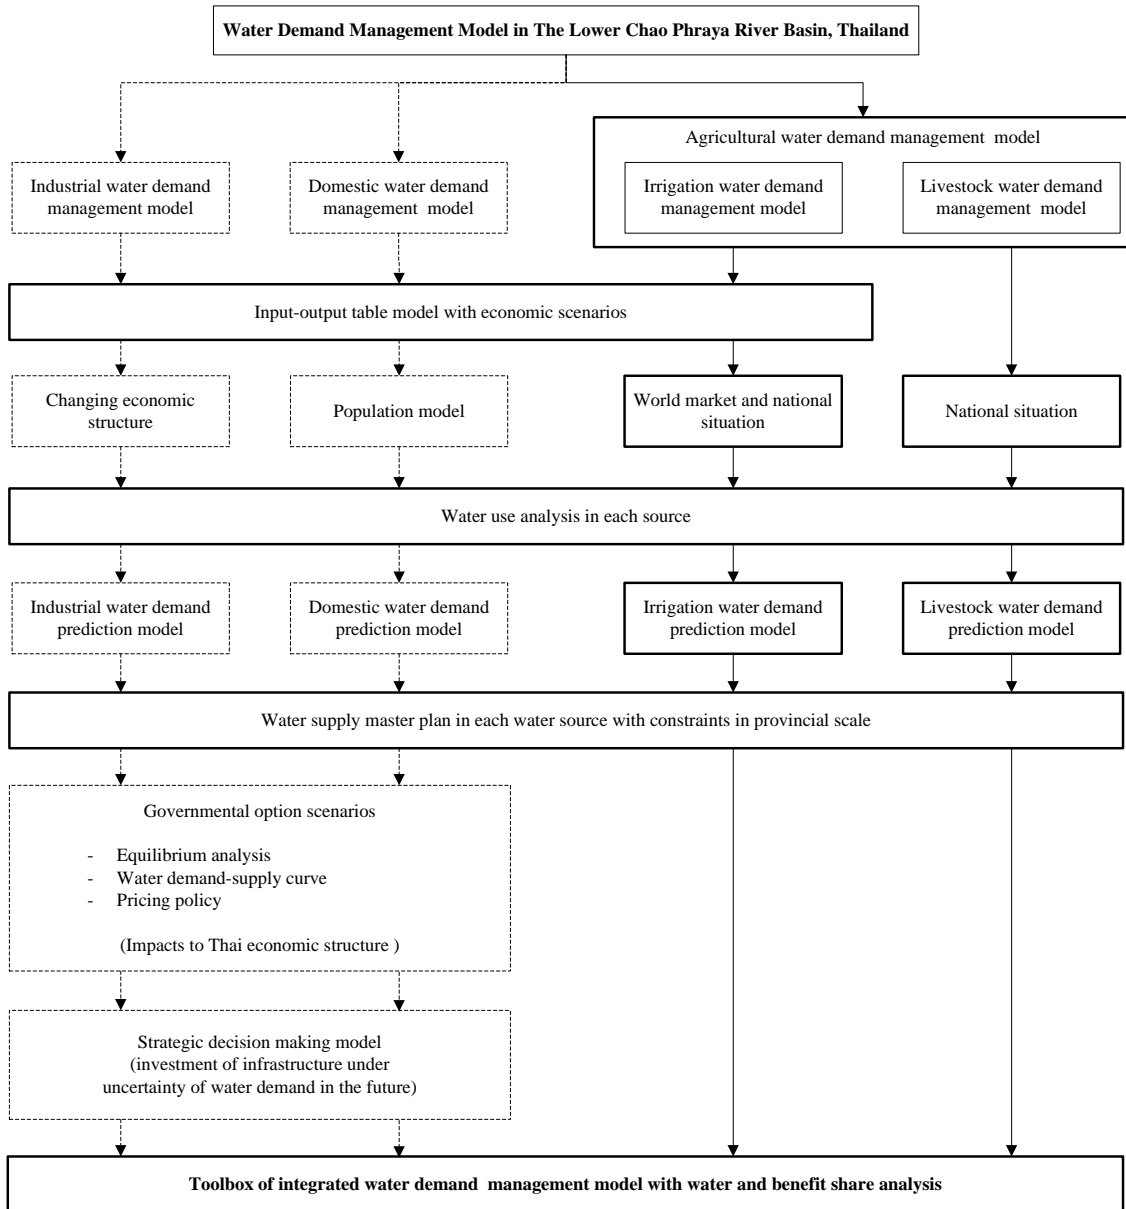 Water Demand Management Model in The Lower Chao Phraya River Basin, Thailand
Agricultural water demand management model
Industrial water demand
management model
Domestic water demand
management model
Irrigation water demand
management model
Livestock water demand
management model
Input-output table model with economic scenarios
Changing economic
structure
Population model
World market and national
situation
National situation
Water use analysis in each source
Industrial water demand
prediction model
Domestic water demand
prediction model
Irrigation water demand
prediction model
Livestock water demand
prediction model
Water supply master plan in each water source with constraints in provincial scale
Governmental option scenarios
- Equilibrium analysis
- Water demand-supply curve
- Pricing policy
(Impacts to Thai economic structure )
Strategic decision making model
(investment of infrastructure under
uncertainty of water demand in the future)
Toolbox of integrated water demand management model with water and benefit share analysis